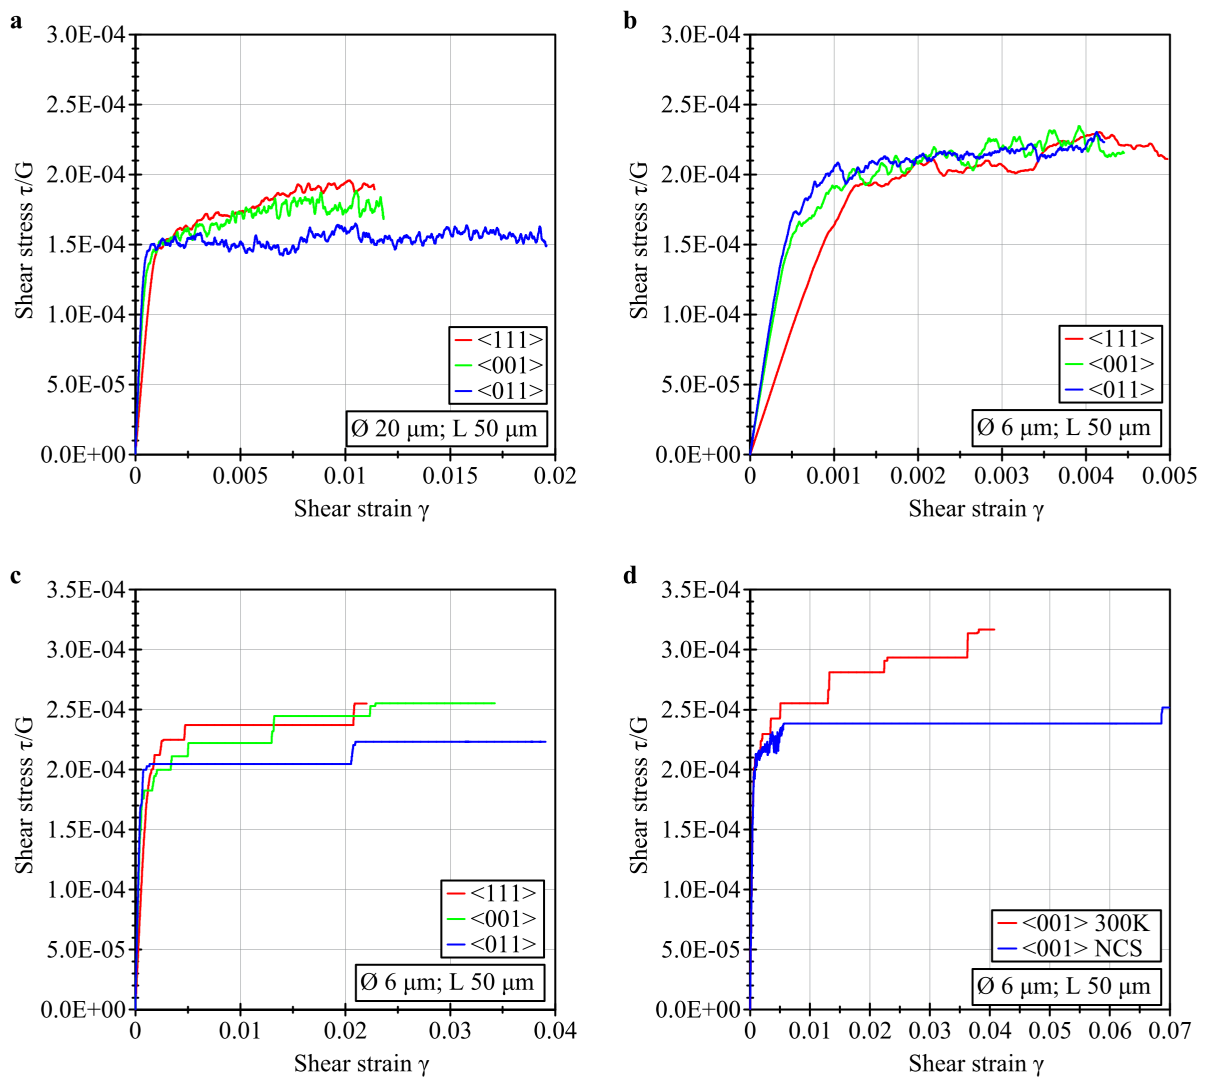 a
3.0E-04
2.5E-04
2.0E-04
1.5E-04
1.0E-04
5.0E-05
0.0E+00
Shear stress τ/G
0
0.005
0.01
0.015
0.02
Shear strain γ
<111>
<001>
<011>
Ø 20 μm; L 50 μm
b
3.0E-04
2.5E-04
2.0E-04
1.5E-04
1.0E-04
5.0E-05
0.0E+00
Shear stress τ/G
0
0.001
0.002
0.003
0.004
0.005
Shear strain γ
<111>
<001>
<011>
Ø 6 μm; L 50 μm
c
3.5E-04
3.0E-04
2.5E-04
2.0E-04
1.5E-04
1.0E-04
5.0E-05
0.0E+00
Shear stress τ/G
0
0.01
0.02
0.03
0.04
Shear strain γ
<111>
<001>
<011>
Ø 6 μm; L 50 μm
d
3.5E-04
3.0E-04
2.5E-04
2.0E-04
1.5E-04
1.0E-04
5.0E-05
0.0E+00
Shear stress τ/G
0
0.01
0.02
0.03
0.04
0.05
0.06
0.07
Shear strain γ
<001> 300K
<001> NCS
Ø 6 μm; L 50 μm